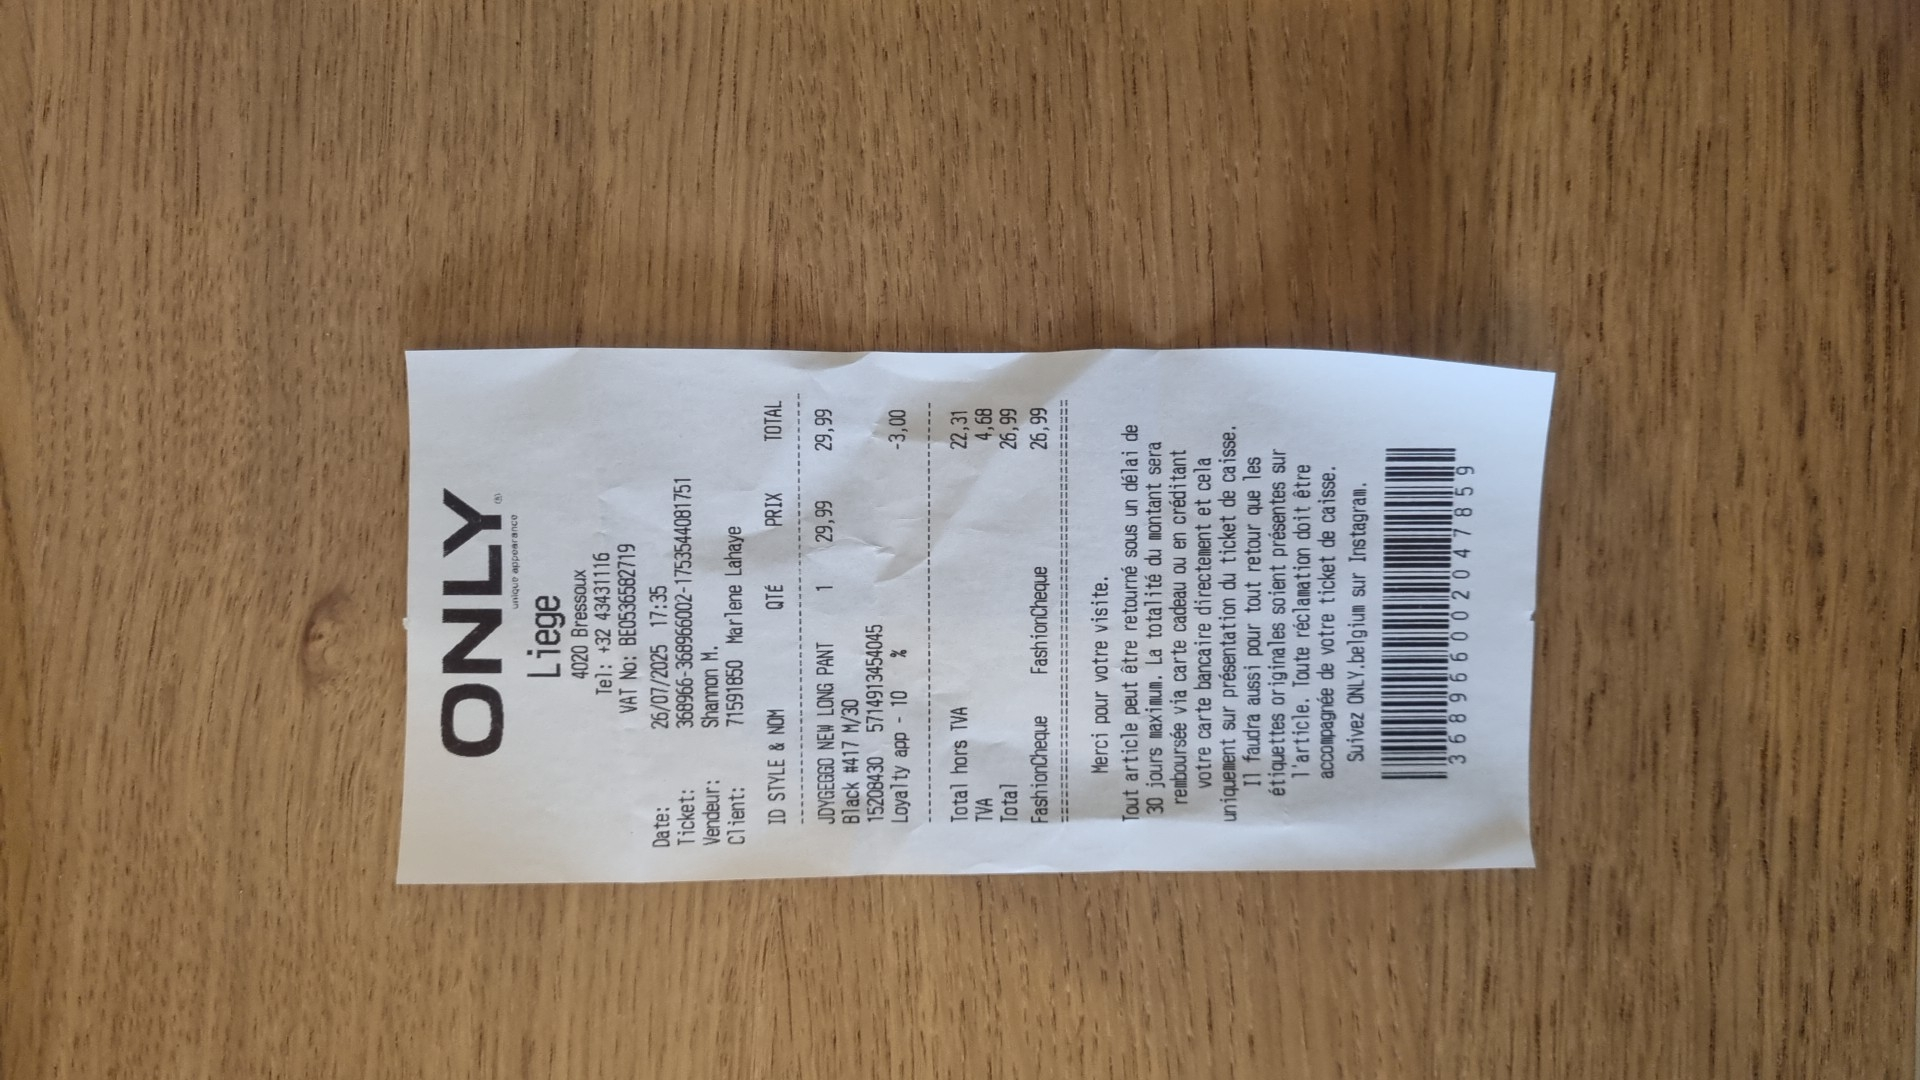 ONLY
unique appearance
(R)
Liege
4020 Bressoux
Tel: +32 43431116
VAT No: BE0536582719
Date: 26/07/2025 17:35
Ticket: 368966-368966002-1753544081751
Vendeur: Shannon M.
Client: 71591850 Marlene Lahaye
ID STYLE & NOM QTÉ PRIX TOTAL
JDYGEGGO NEW LONG PANT 1 29,99 29,99
Black #417 M/30
15208430 5714913454045
Loyalty app - 10 % -3,00
Total hors TVA 22,31
TVA 4,68
Total 26,99
FashionCheque FashionCheque 26,99
Merci pour votre visite.
Tout article peut être retourné sous un délai de
30 jours maximum. La totalité du montant sera
remboursée via carte cadeau ou en créditant
votre carte bancaire directement et cela
uniquement sur présentation du ticket de caisse.
Il faudra aussi pour tout retour que les
étiquettes originales soient présentes sur
l'article. Toute réclamation doit être
accompagnée de votre ticket de caisse.
Suivez ONLY.belgium sur Instagram.
368966002047859